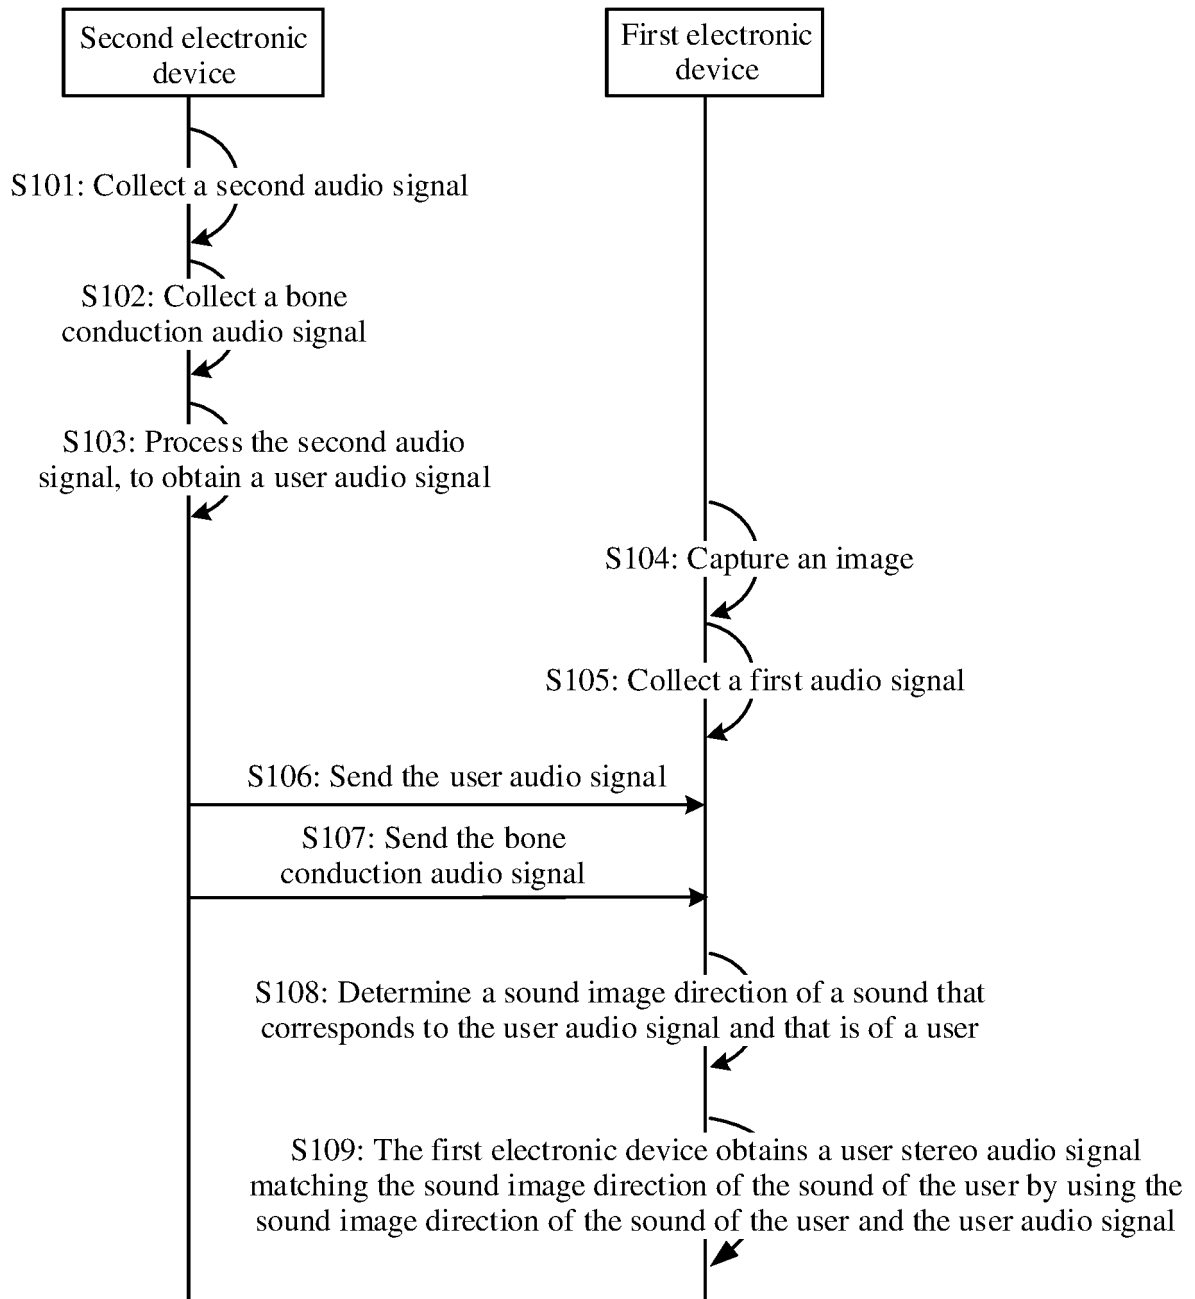 Second electronic
device
First electronic
device
S101: Collect a second audio signal
S102: Collect a bone
conduction audio signal
S103: Process the second audio
signal, to obtain a user audio signal
S104: Capture an image
S105: Collect a first audio signal
S106: Send the user audio signal
S107: Send the bone
conduction audio signal
S108: Determine a sound image direction of a sound that
corresponds to the user audio signal and that is of a user
S109: The first electronic device obtains a user stereo audio signal
matching the sound image direction of the sound of the user by using the
sound image direction of the sound of the user and the user audio signal